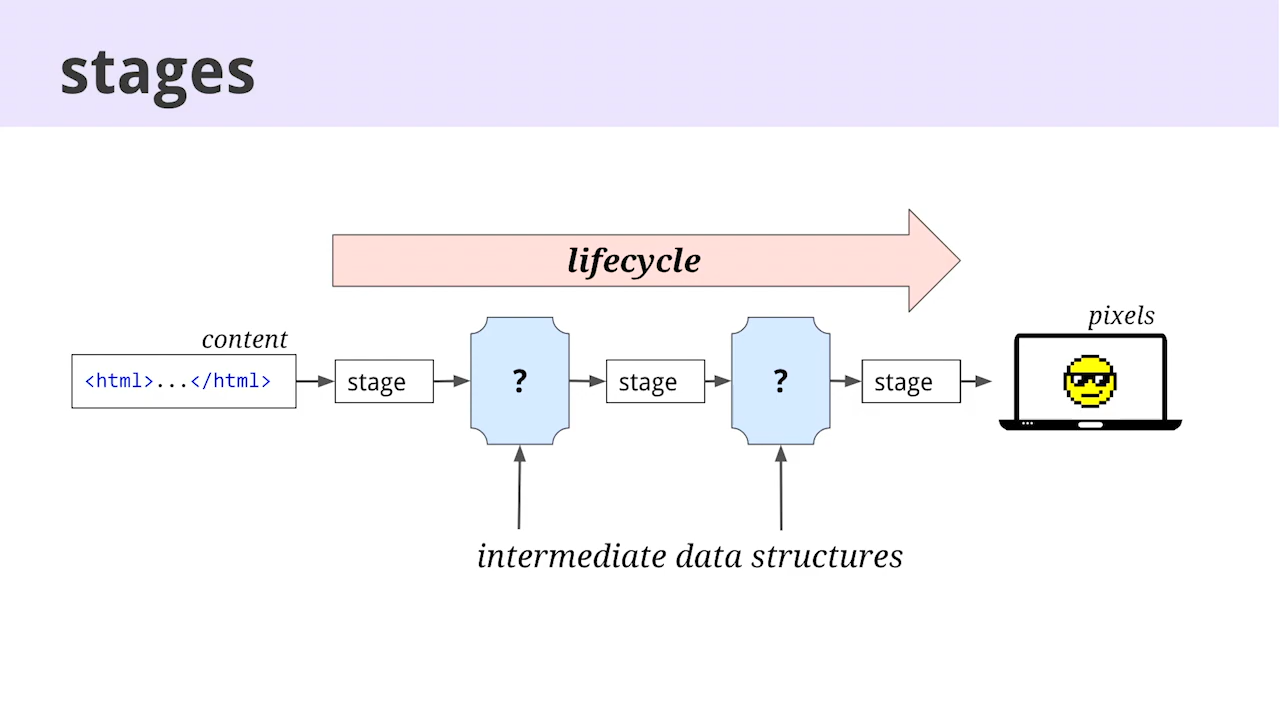 stages
lifecycle
content
pixels
<html>...</html>
stage
?
stage
?
stage
intermediate data structures